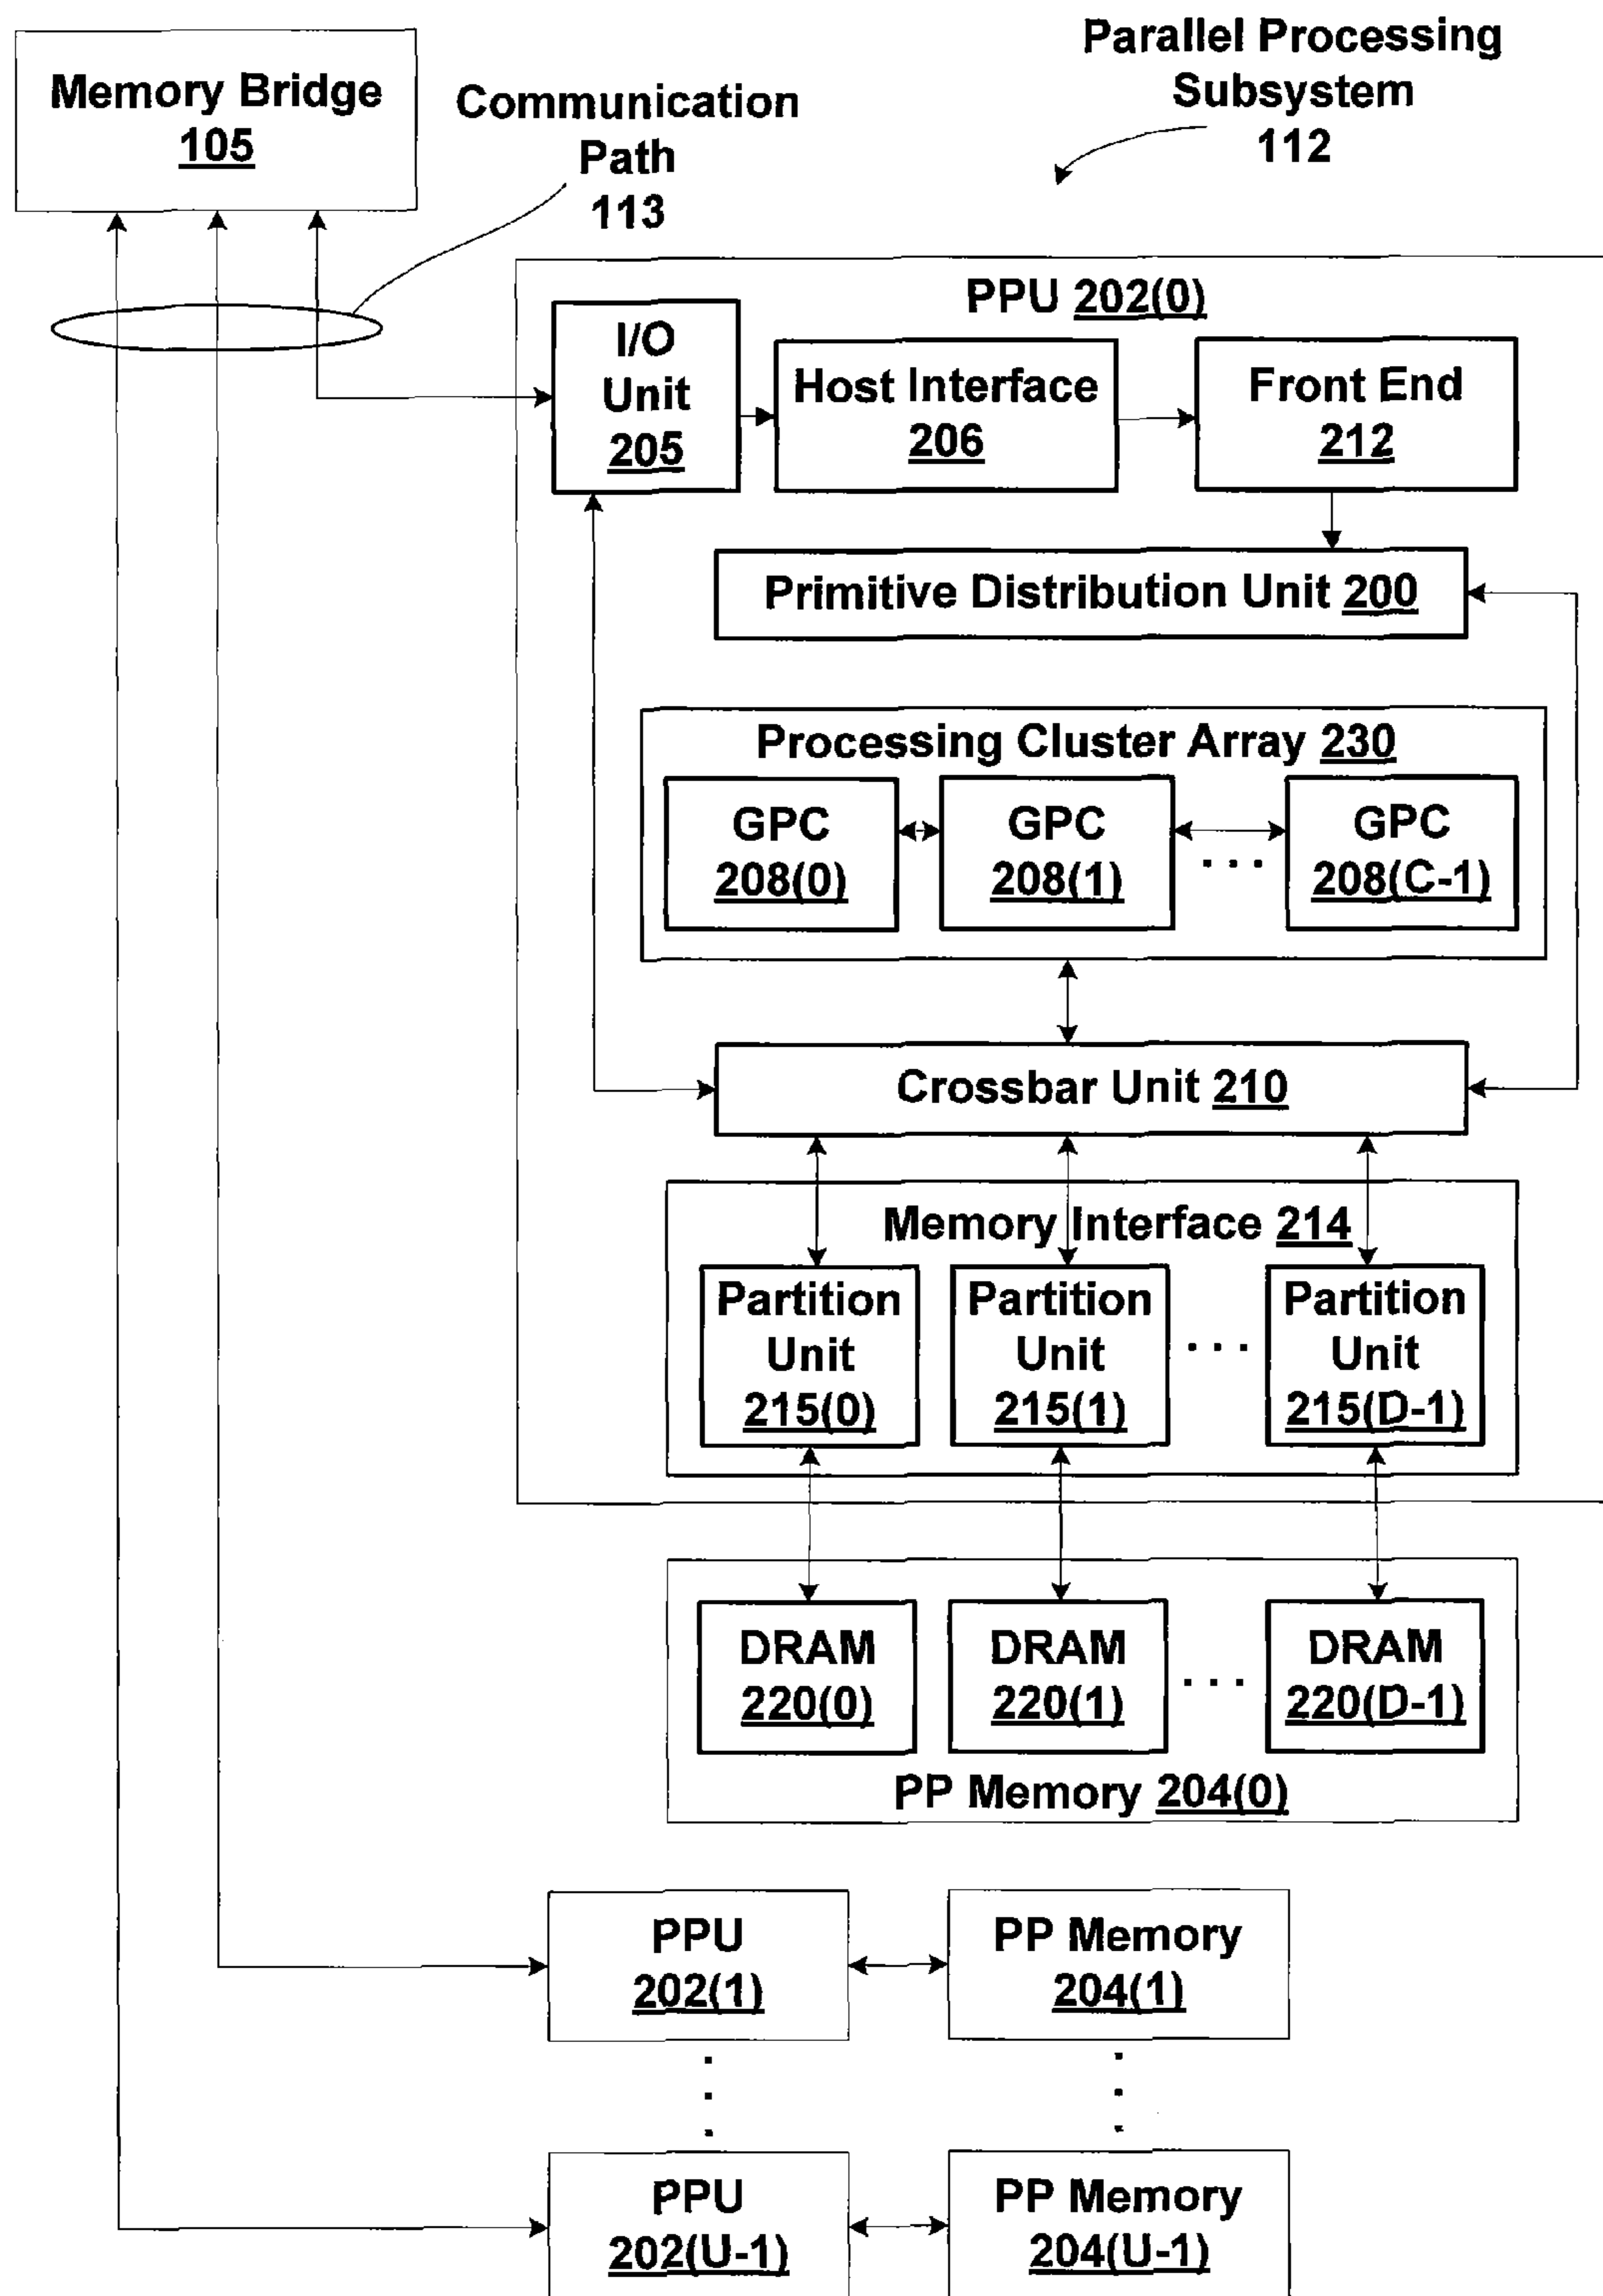 Parallel Processing
Subsystem
112
Memory Bridge
105
Communication
Path
113
PPU 202(0)
I/O
Unit
205
Host Interface
206
Front End
212
Primitive Distribution Unit 200
Processing Cluster Array 230
GPC
208(0)
GPC
208(1)
. . .
GPC
208(C-1)
Crossbar Unit 210
Memory Interface 214
Partition
Unit
215(0)
Partition
Unit
215(1)
. . .
Partition
Unit
215(D-1)
DRAM
220(0)
DRAM
220(1)
. . .
DRAM
220(D-1)
PP Memory 204(0)
PPU
202(1)
PP Memory
204(1)
PPU
202(U-1)
PP Memory
204(U-1)